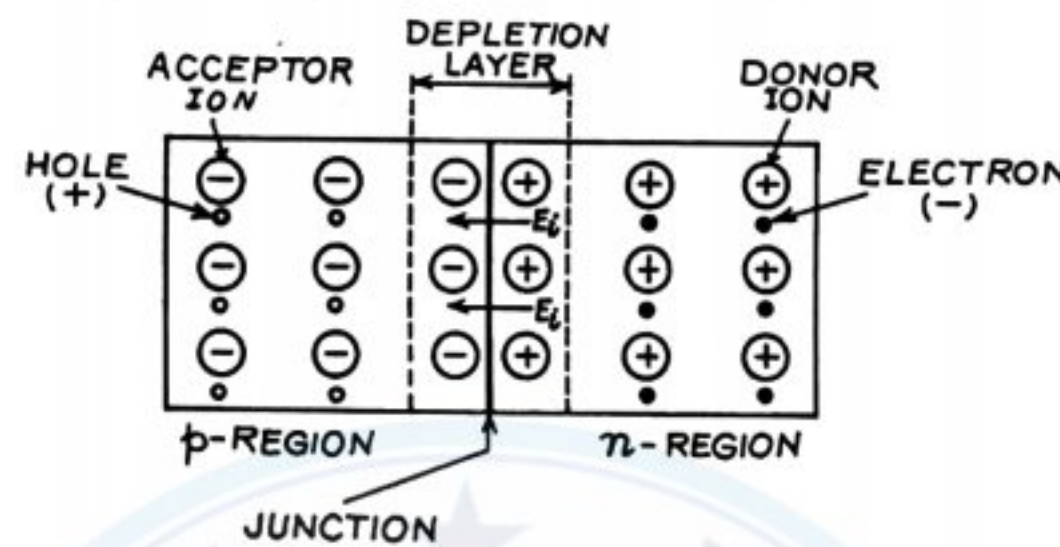 DEPLETION
LAYER
ACCEPTOR
ION
DONOR
ION
HOLE
(+)
ELECTRON
(-)
− − − + + +
Ei
− − − + + +
Ei
− − − + + +
p-REGION
n-REGION
JUNCTION